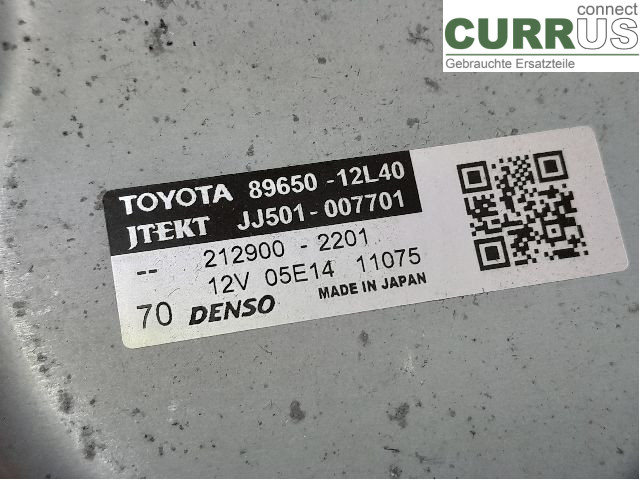 connect
CURRUS
Gebrauchte Ersatzteile
TOYOTA 89650-12L40
JTEKT JJ501-007701
-- 212900-2201
12V 05E14 11075
70 DENSO MADE IN JAPAN